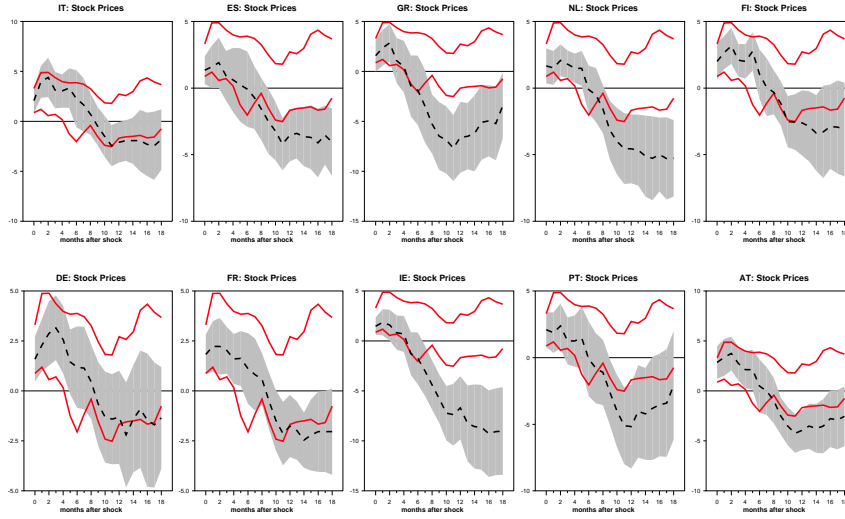 IT: Stock Prices
ES: Stock Prices
GR: Stock Prices
NL: Stock Prices
FI: Stock Prices
10
5
0
-5
-10
5
0
-5
-10
5
0
-5
-10
-15
5
0
-5
-10
5
0
-5
-10
0 2 4 6 8 10 12 14 16 18
0 2 4 6 8 10 12 14 16 18
0 2 4 6 8 10 12 14 16 18
0 2 4 6 8 10 12 14 16 18
0 2 4 6 8 10 12 14 16 18
months after shock
months after shock
months after shock
months after shock
months after shock
DE: Stock Prices
FR: Stock Prices
IE: Stock Prices
PT: Stock Prices
AT: Stock Prices
5.0
2.5
0.0
-2.5
-5.0
5.0
2.5
0.0
-2.5
-5.0
5
0
-5
-10
-15
5
0
-5
-10
10
5
0
-5
-10
0 2 4 6 8 10 12 14 16 18
0 2 4 6 8 10 12 14 16 18
0 2 4 6 8 10 12 14 16 18
0 2 4 6 8 10 12 14 16 18
0 2 4 6 8 10 12 14 16 18
months after shock
months after shock
months after shock
months after shock
months after shock